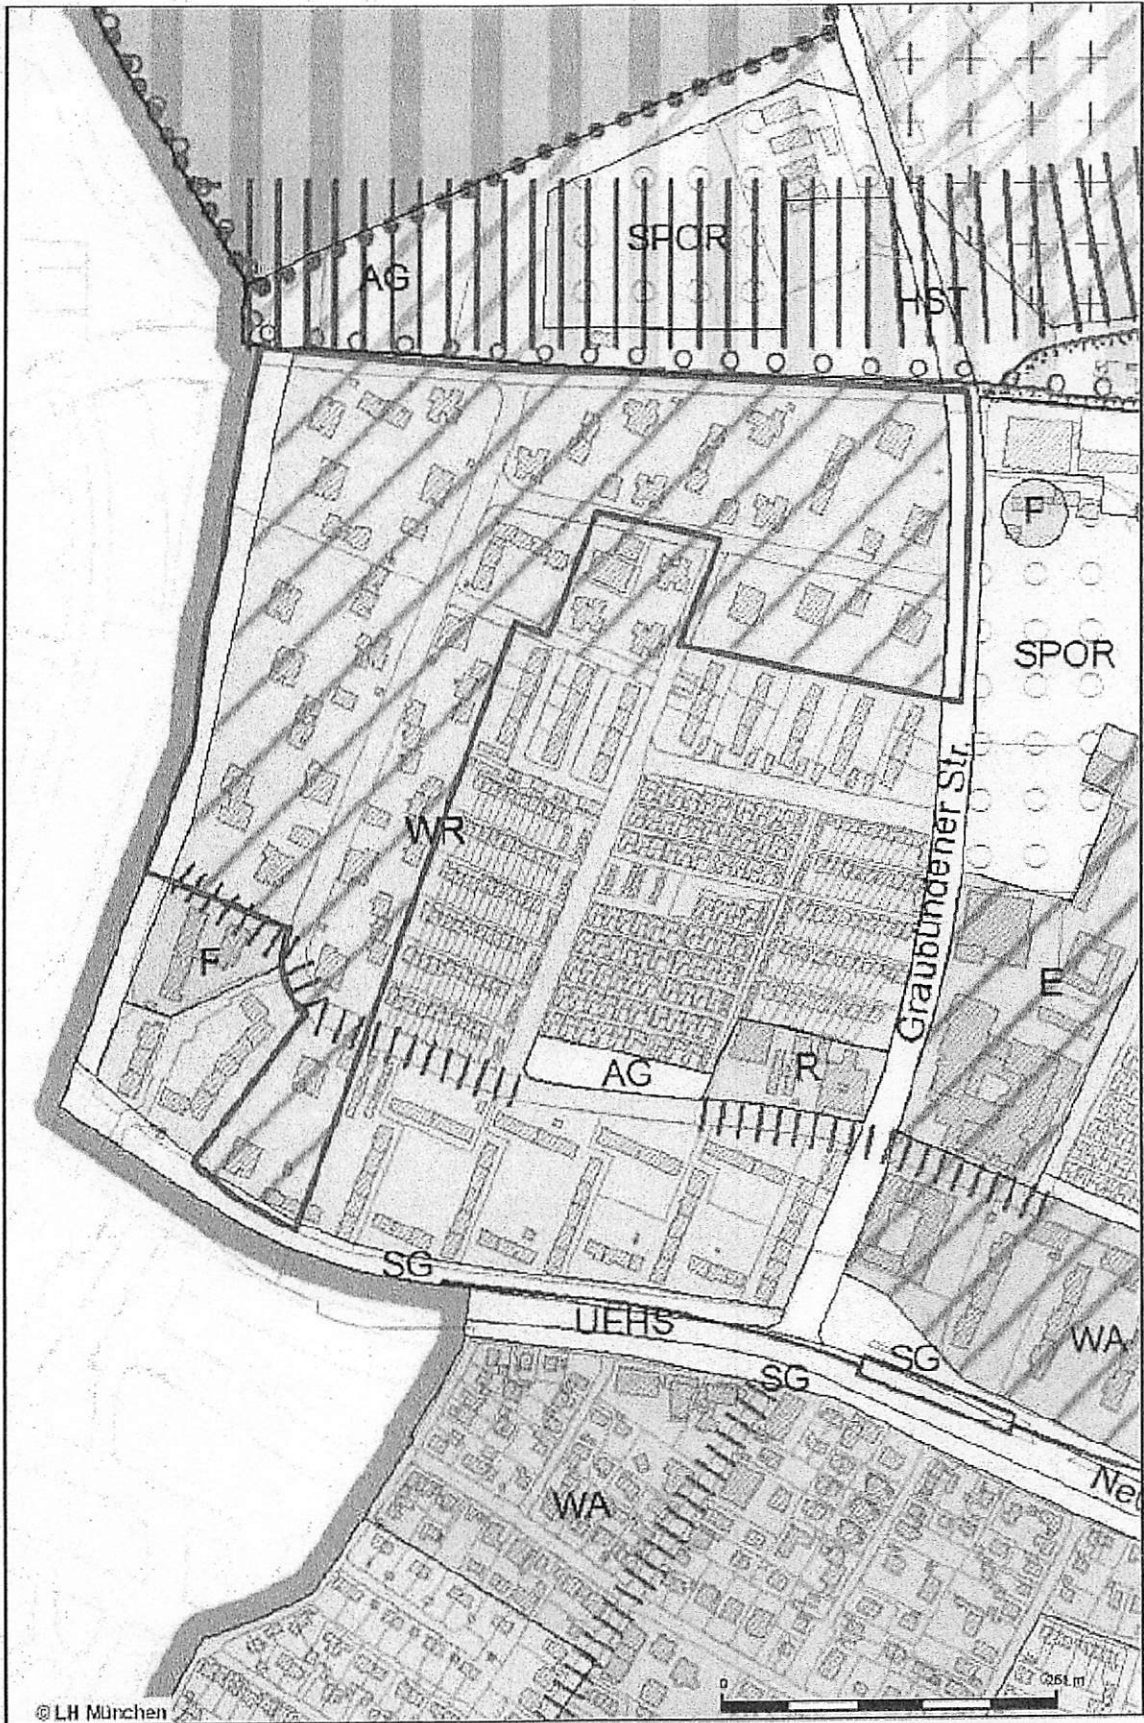 SPOR
AG
HST
F
SPOR
WR
Graubündener Str.
F
E
AG
R
SG
UEHS
SG
WA
SG
WA
0
© LH München